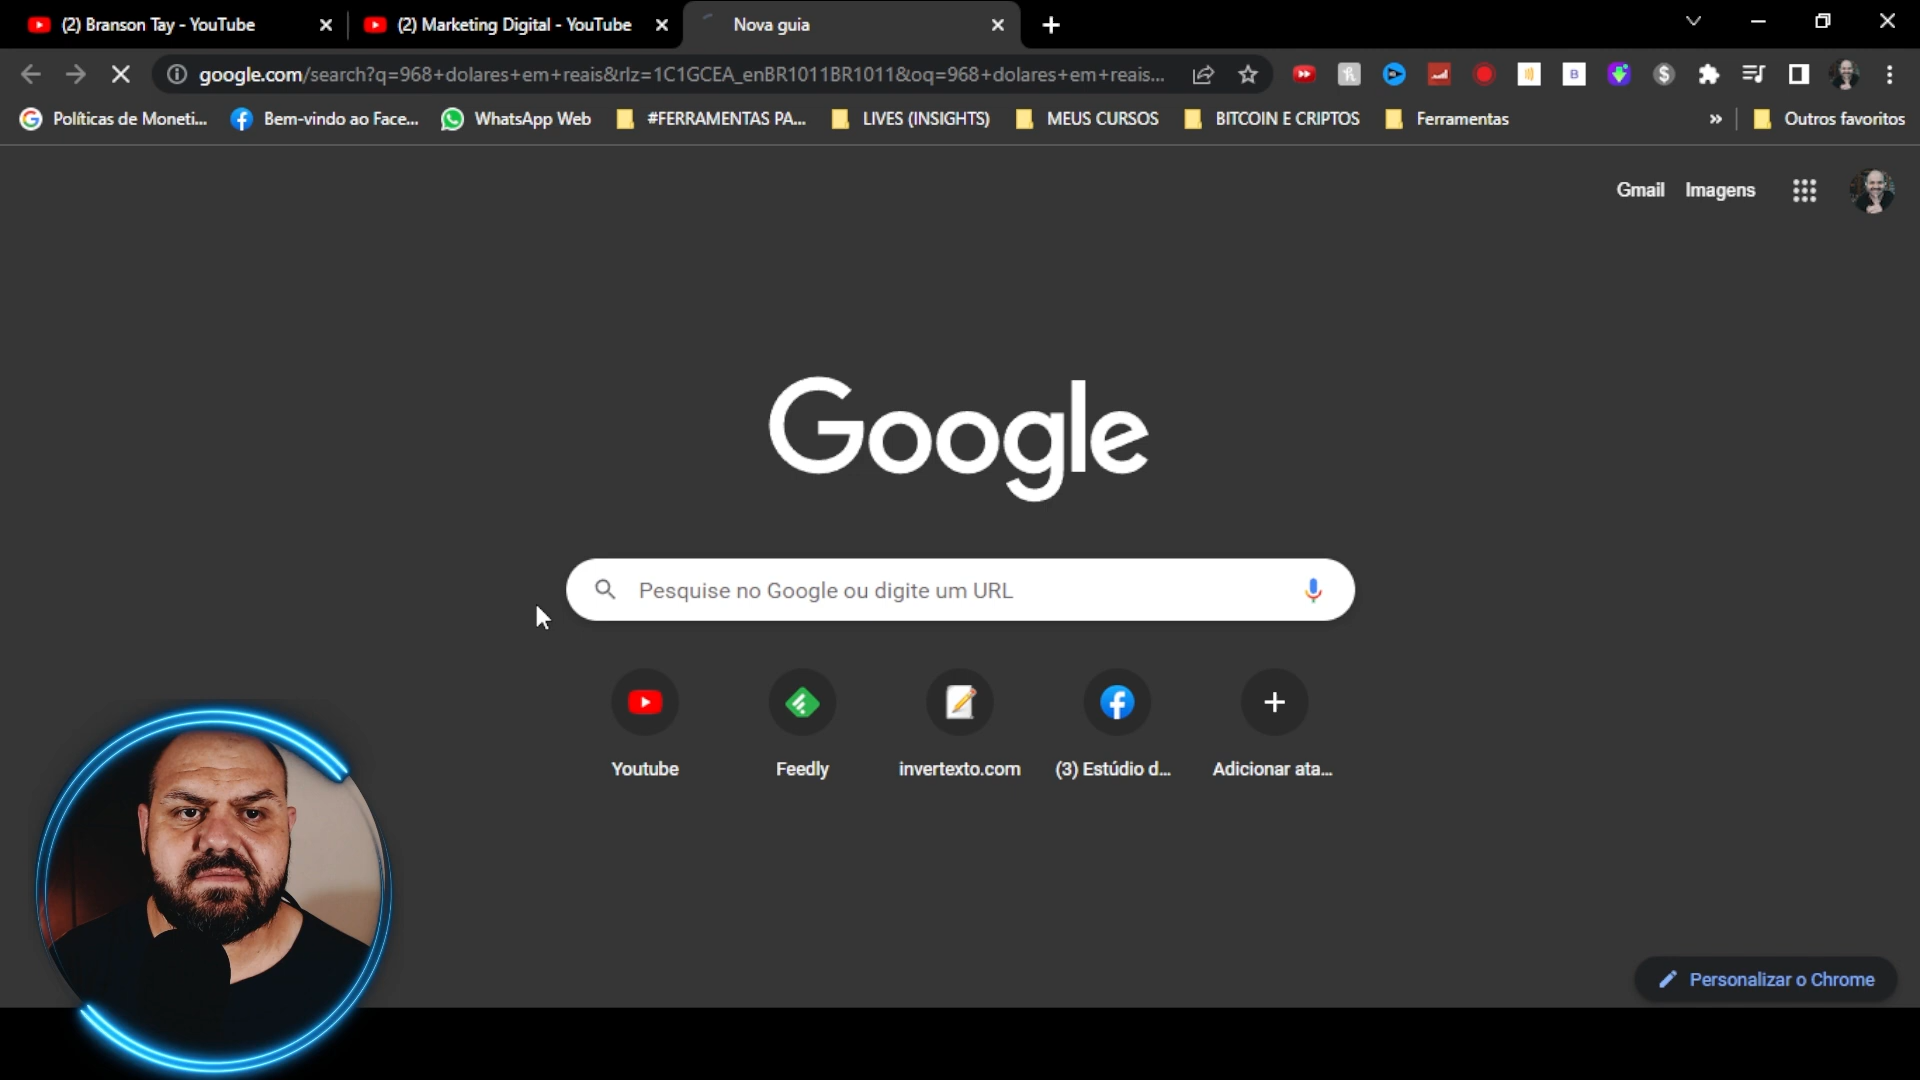 (2) Branson Tay - YouTube
(2) Marketing Digital - YouTube
Nova guia
google.com/search?q=968+dolares+em+reais&rlz=1C1GCEA_enBR1011BR1011&oq=968+dolares+em+reais...
Políticas de Moneti...
Bem-vindo ao Face...
WhatsApp Web
#FERRAMENTAS PA...
LIVES (INSIGHTS)
MEUS CURSOS
BITCOIN E CRIPTOS
Ferramentas
»
Outros favoritos
Gmail
Imagens
Google
Pesquise no Google ou digite um URL
Youtube
Feedly
invertexto.com
(3) Estúdio d...
Adicionar ata...
Personalizar o Chrome